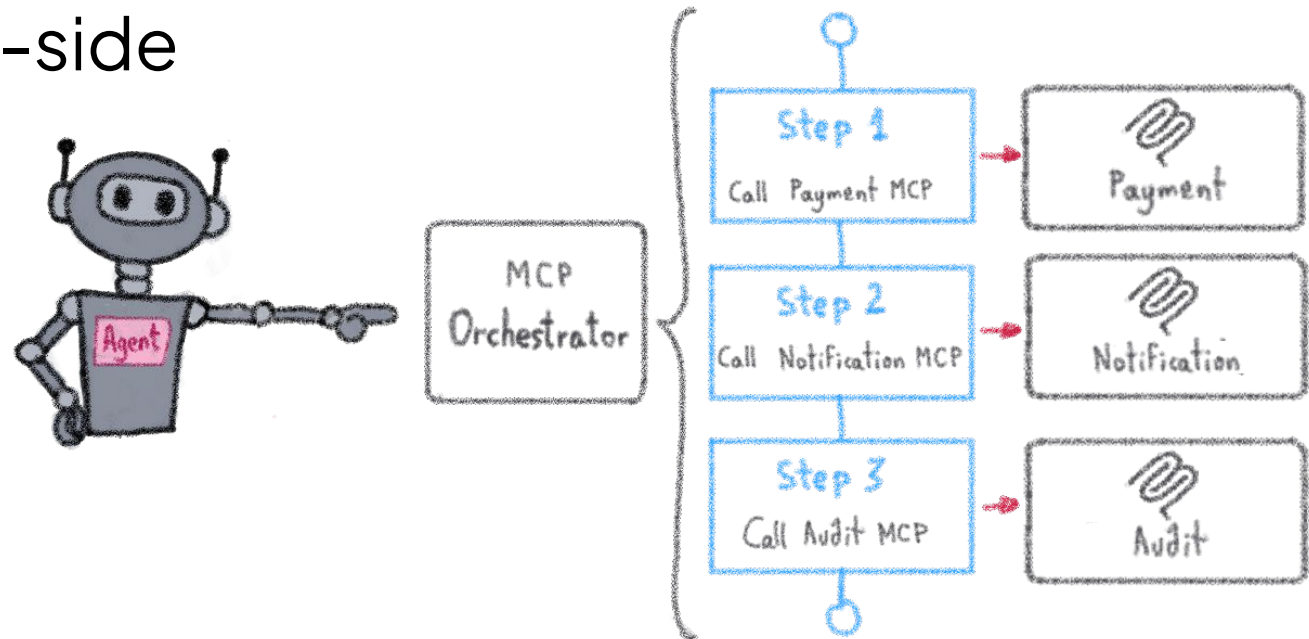 -side
Agent
MCP
Orchestrator
Step 1
Call Payment MCP
Payment
Step 2
Call Notification MCP
Notification
Step 3
Call Audit MCP
Audit